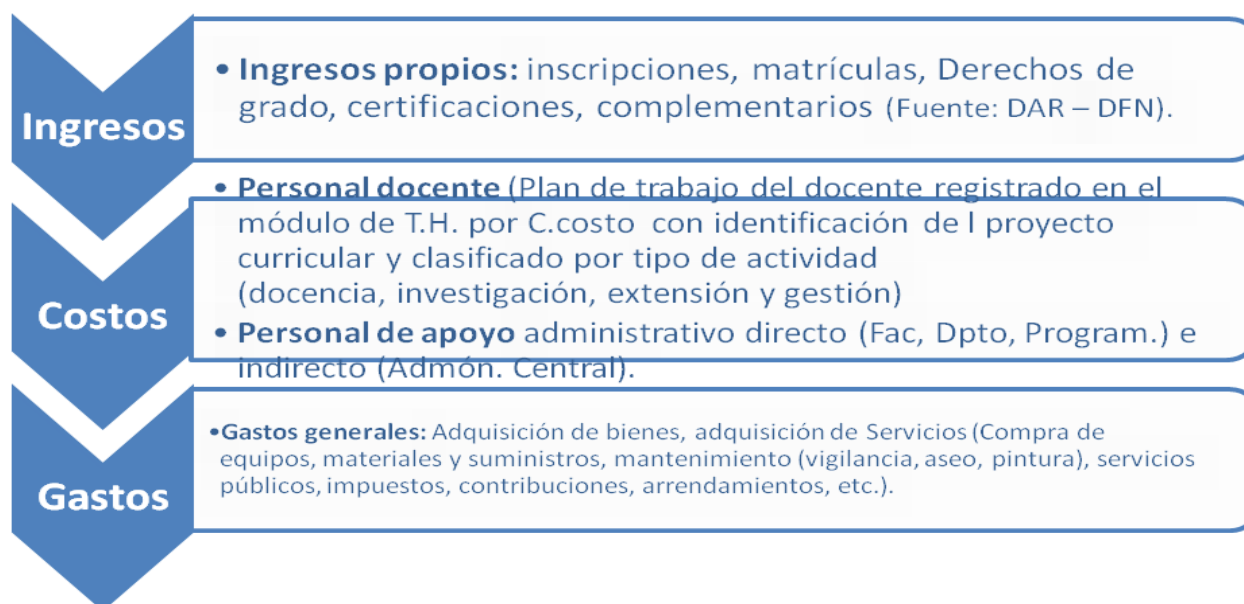 Ingresos
• Ingresos propios: inscripciones, matrículas, Derechos de
grado, certificaciones, complementarios (Fuente: DAR – DFN).
Costos
• Personal docente (Plan de trabajo del docente registrado en el
módulo de T.H. por C.costo con identificación de l proyecto
curricular y clasificado por tipo de actividad
(docencia, investigación, extensión y gestión)
• Personal de apoyo administrativo directo (Fac, Dpto, Program.) e
indirecto (Admón. Central).
Gastos
•Gastos generales: Adquisición de bienes, adquisición de Servicios (Compra de
equipos, materiales y suministros, mantenimiento (vigilancia, aseo, pintura), servicios
públicos, impuestos, contribuciones, arrendamientos, etc.).